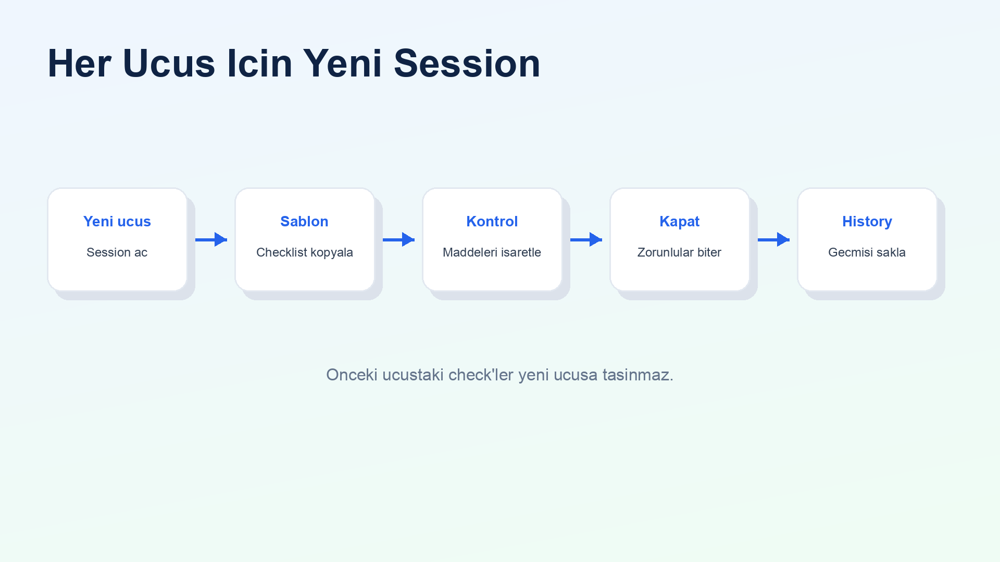 Her Ucus Icin Yeni Session
Yeni ucus
Session ac
Sablon
Checklist kopyala
Kontrol
Maddeleri isaretle
Kapat
Zorunlular biter
History
Gecmisi sakla
Onceki ucustaki check'ler yeni ucusa tasinmaz.